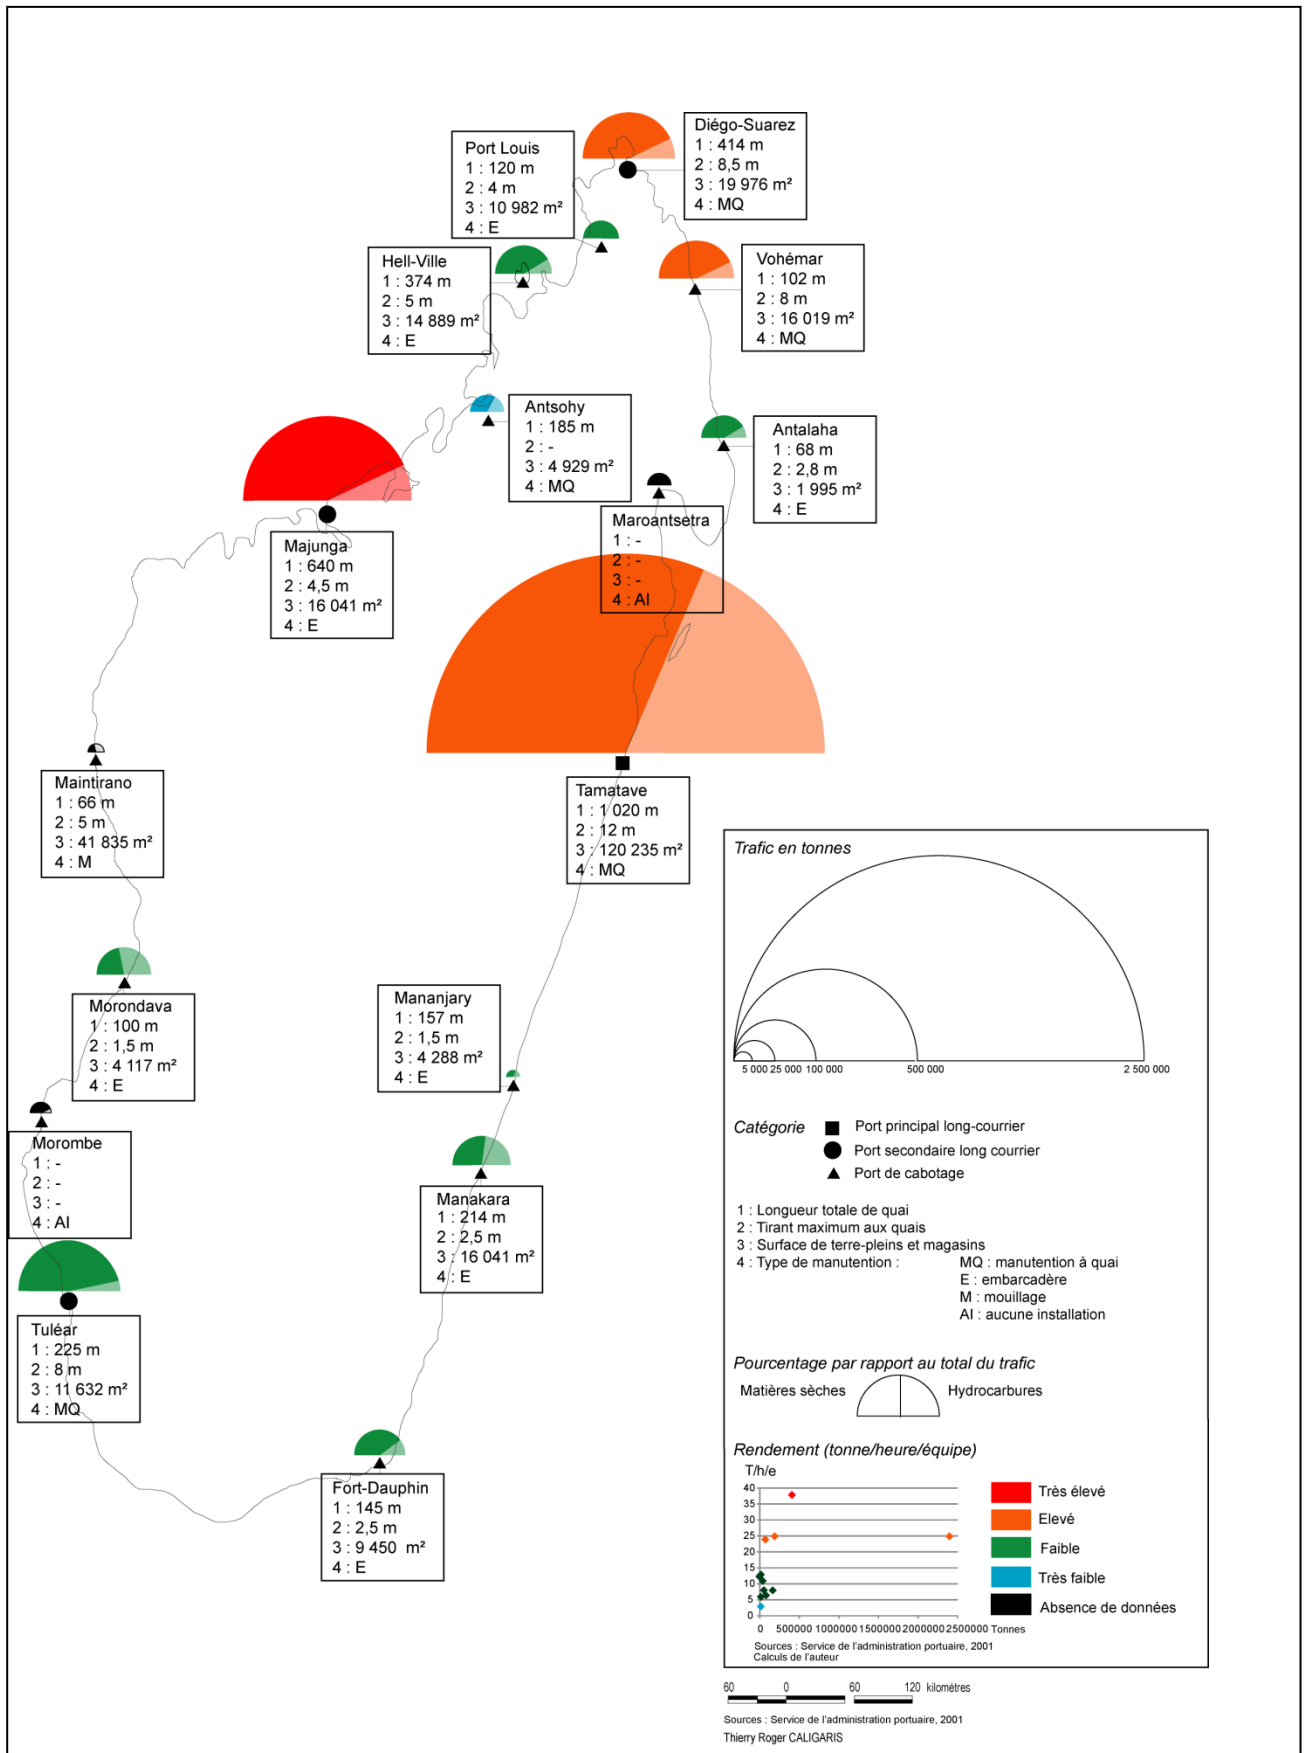 Diégo-Suarez
1 : 414 m
2 : 8,5 m
3 : 19 976 m²
4 : MQ
Port Louis
1 : 120 m
2 : 4 m
3 : 10 982 m²
4 : E
Hell-Ville
1 : 374 m
2 : 5 m
3 : 14 889 m²
4 : E
Vohémar
1 : 102 m
2 : 8 m
3 : 16 019 m²
4 : MQ
Antsohy
1 : 185 m
2 : -
3 : 4 929 m²
4 : MQ
Antalaha
1 : 68 m
2 : 2,8 m
3 : 1 995 m²
4 : E
Maroantsetra
1 : -
2 : -
3 : -
4 : AI
Majunga
1 : 640 m
2 : 4,5 m
3 : 16 041 m²
4 : E
Maintirano
1 : 66 m
2 : 5 m
3 : 41 835 m²
4 : M
Tamatave
1 : 1 020 m
2 : 12 m
3 : 120 235 m²
4 : MQ
Morondava
1 : 100 m
2 : 1,5 m
3 : 4 117 m²
4 : E
Mananjary
1 : 157 m
2 : 1,5 m
3 : 4 288 m²
4 : E
Morombe
1 : -
2 : -
3 : -
4 : AI
Manakara
1 : 214 m
2 : 2,5 m
3 : 16 041 m²
4 : E
Tuléar
1 : 225 m
2 : 8 m
3 : 11 632 m²
4 : MQ
Fort-Dauphin
1 : 145 m
2 : 2,5 m
3 : 9 450 m²
4 : E
Trafic en tonnes
5 000 25 000 100 000 500 000 2 500 000
Catégorie
Port principal long-courrier
Port secondaire long courrier
Port de cabotage
1 : Longueur totale de quai
2 : Tirant maximum aux quais
3 : Surface de terre-pleins et magasins
4 : Type de manutention :
MQ : manutention à quai
E : embarcadère
M : mouillage
AI : aucune installation
Pourcentage par rapport au total du trafic
Matières sèches
Hydrocarbures
Rendement (tonne/heure/équipe)
T/h/e
40
35
30
25
20
15
10
5
0
0 500000 1000000 1500000 2000000 2500000 Tonnes
Très élevé
Elevé
Faible
Très faible
Absence de données
Sources : Service de l'administration portuaire, 2001
Calculs de l'auteur
60 0 60 120 kilomètres
Sources : Service de l'administration portuaire, 2001
Thierry Roger CALIGARIS